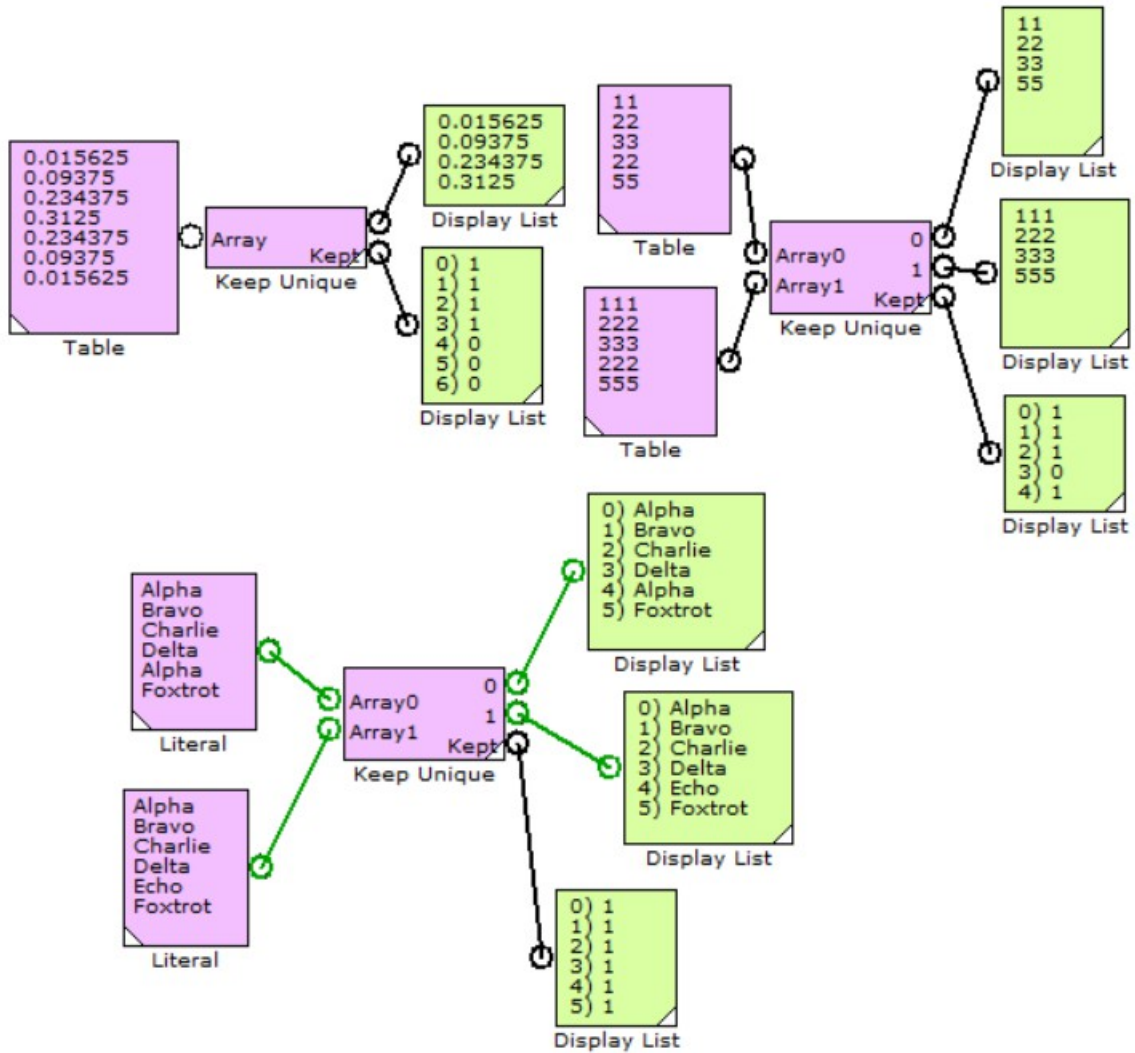 0.015625
0.09375
0.234375
0.3125
0.234375
0.09375
0.015625
Table
Array
Kept
Keep Unique
0.015625
0.09375
0.234375
0.3125
Display List
0) 1
1) 1
2) 1
3) 1
4) 0
5) 0
6) 0
Display List
11
22
33
22
55
Table
111
222
333
222
555
Table
Array0
Array1
0
1
Kept
Keep Unique
11
22
33
55
Display List
111
222
333
555
Display List
0) 1
1) 1
2) 1
3) 0
4) 1
Display List
Alpha
Bravo
Charlie
Delta
Alpha
Foxtrot
Literal
Alpha
Bravo
Charlie
Delta
Echo
Foxtrot
Literal
Array0
Array1
0
1
Kept
Keep Unique
0) Alpha
1) Bravo
2) Charlie
3) Delta
4) Alpha
5) Foxtrot
Display List
0) Alpha
1) Bravo
2) Charlie
3) Delta
4) Echo
5) Foxtrot
Display List
0) 1
1) 1
2) 1
3) 1
4) 1
5) 1
Display List